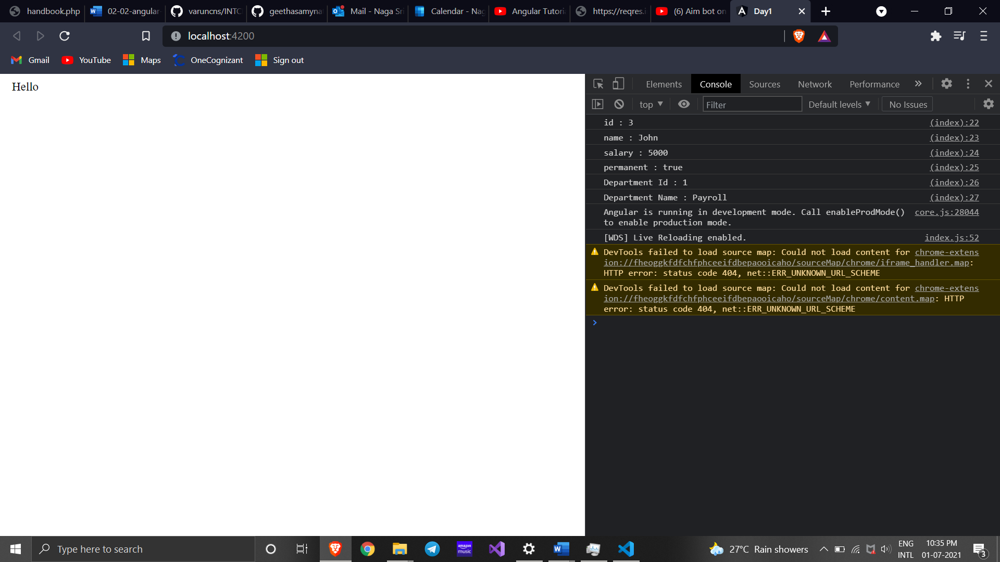 handbook.php
02-02-angular-
varuncns/INTC
geethasamyna
Mail - Naga Sri
Calendar - Nag
Angular Tutoria
https://reqres.i
(6) Aim bot on
Day1
localhost:4200
Gmail
YouTube
Maps
OneCognizant
Sign out
Hello
Elements
Console
Sources
Network
Performance
top
Filter
Default levels
No Issues
id : 3 (index):22
name : John (index):23
salary : 5000 (index):24
permanent : true (index):25
Department Id : 1 (index):26
Department Name : Payroll (index):27
Angular is running in development mode. Call enableProdMode() core.js:28044
to enable production mode.
[WDS] Live Reloading enabled. index.js:52
DevTools failed to load source map: Could not load content for chrome-extens
ion://fheoggkfdfchfphceeifdbepaooicaho/sourceMap/chrome/iframe_handler.map:
HTTP error: status code 404, net::ERR_UNKNOWN_URL_SCHEME
DevTools failed to load source map: Could not load content for chrome-extens
ion://fheoggkfdfchfphceeifdbepaooicaho/sourceMap/chrome/content.map: HTTP
error: status code 404, net::ERR_UNKNOWN_URL_SCHEME
Type here to search
amazon
music
27°C Rain showers
ENG
INTL
10:35 PM
01-07-2021
3